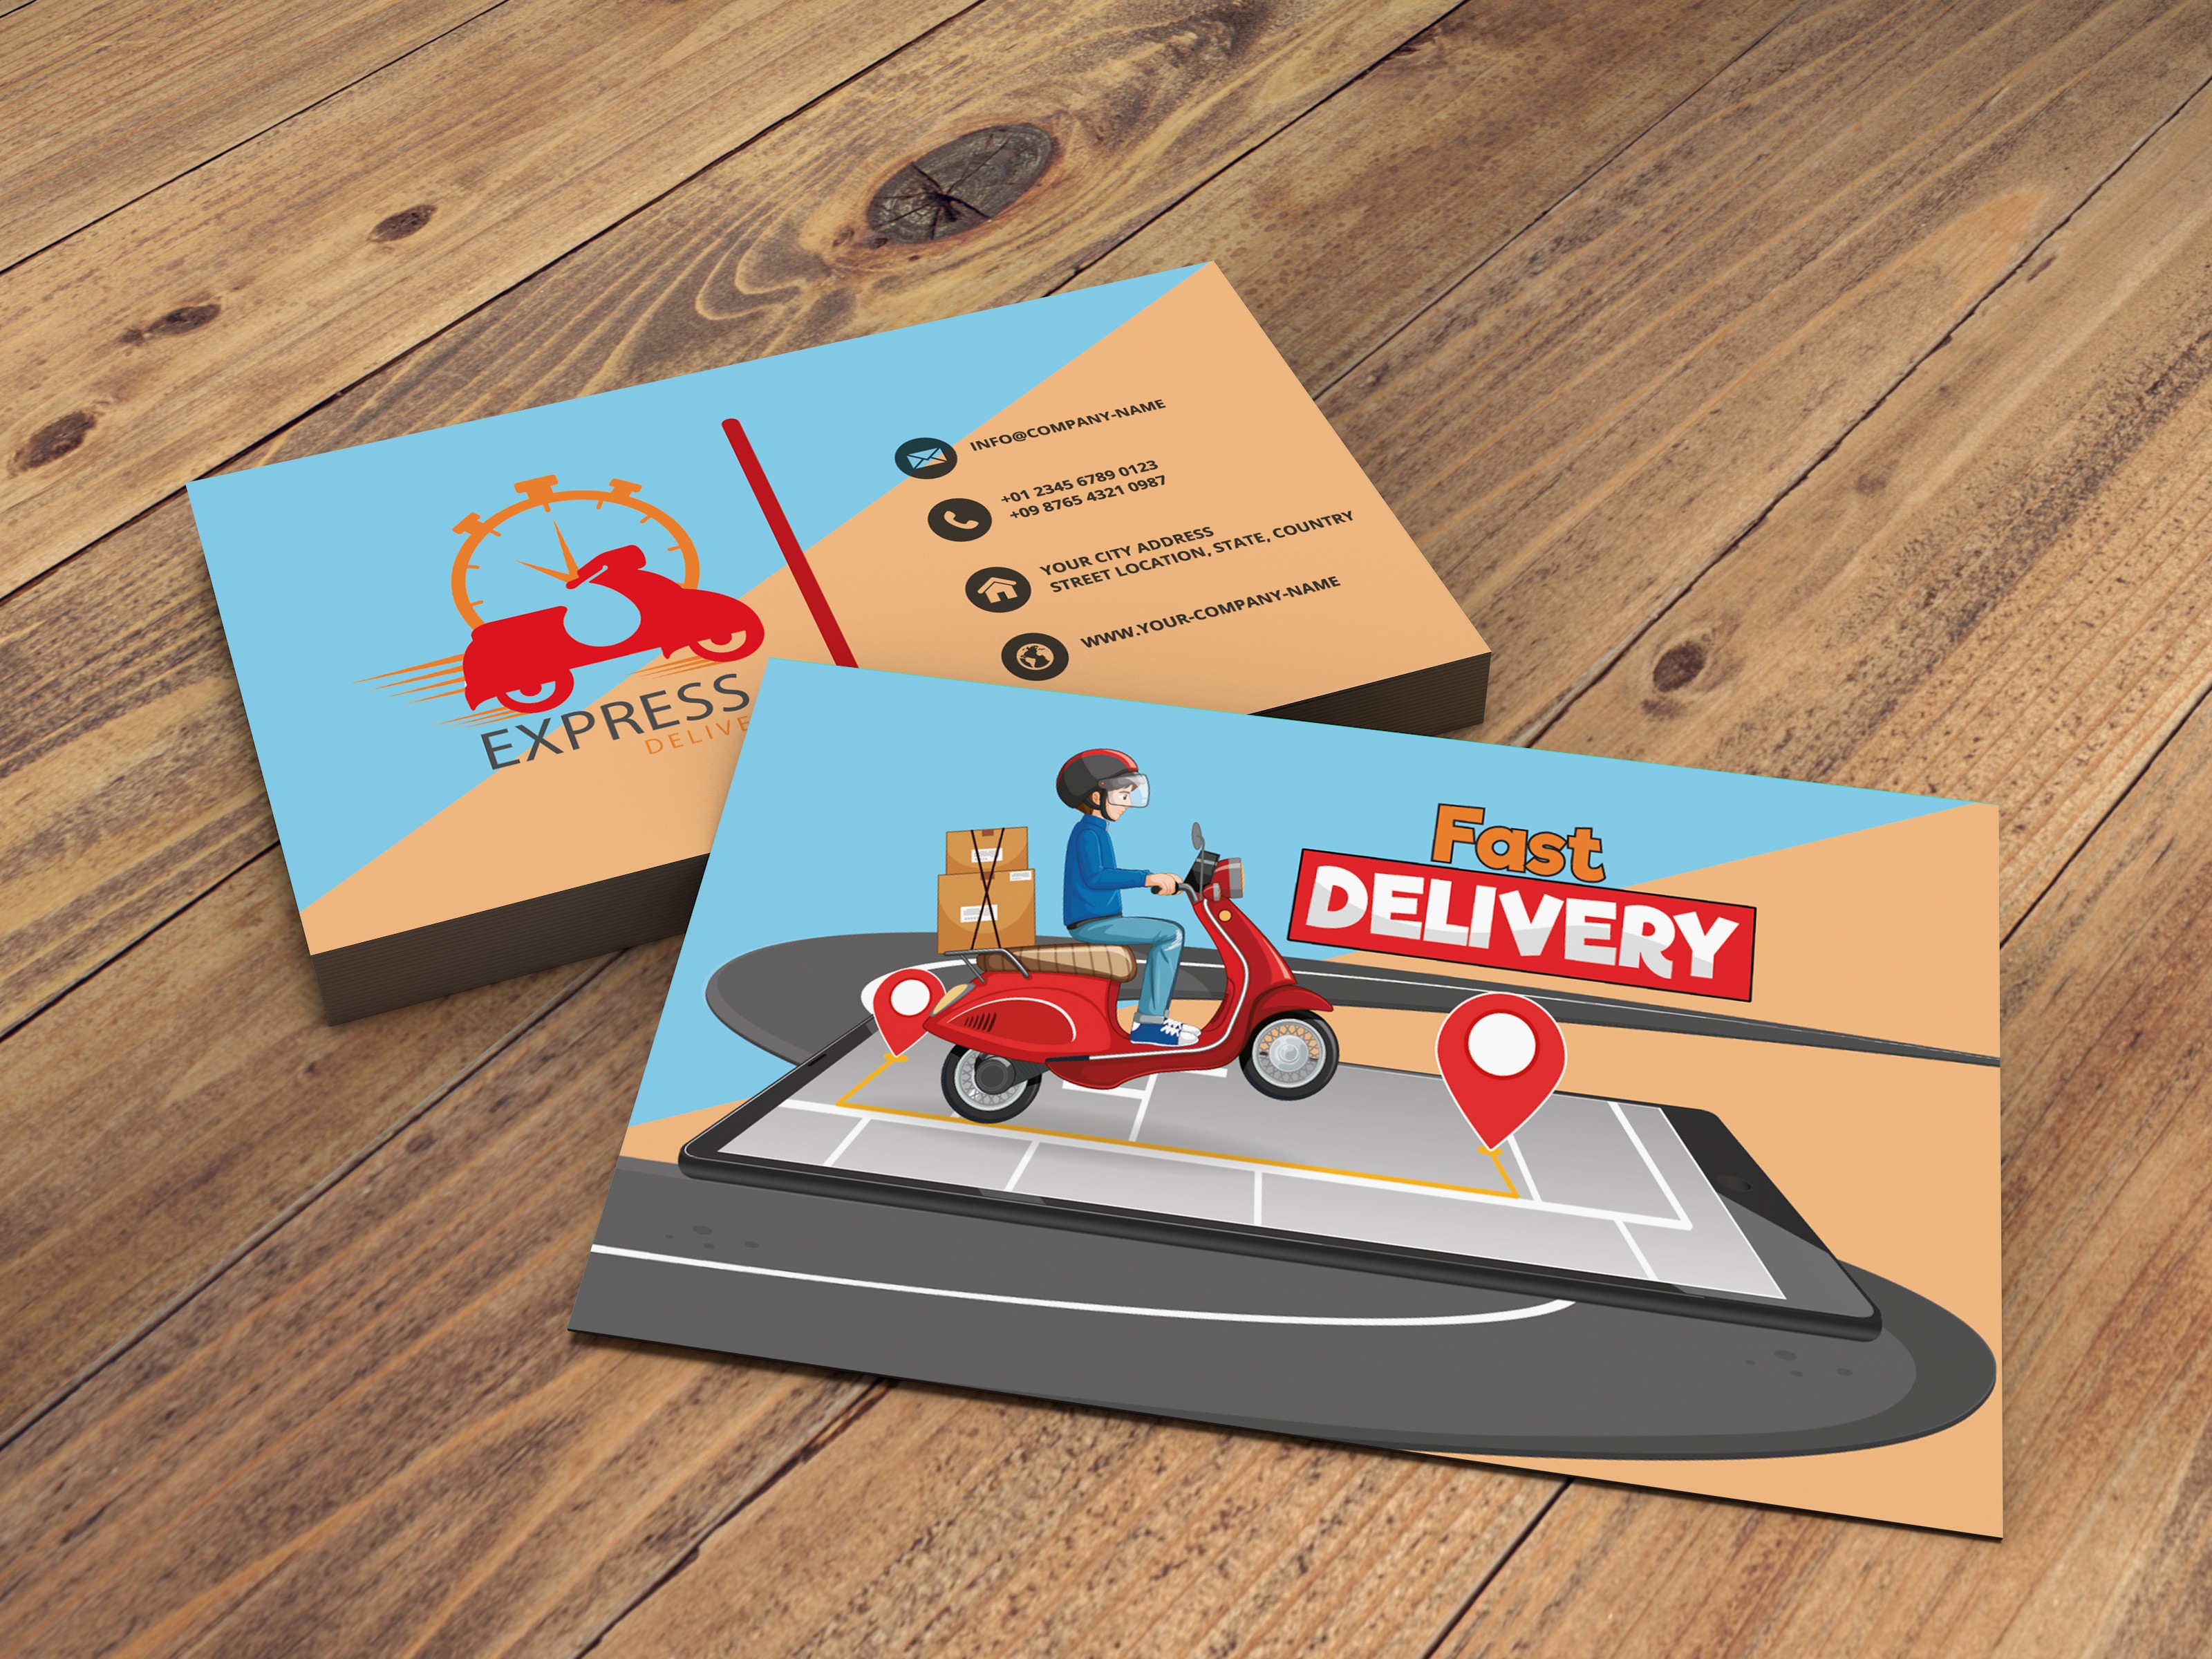 INFO@COMPANY-NAME
+01 2345 6789 0123
+09 8765 4321 0987
YOUR CITY ADDRESS
STREET LOCATION, STATE, COUNTRY
WWW.YOUR-COMPANY-NAME
EXPRESS
DELIVE
Fast
DELIVERY